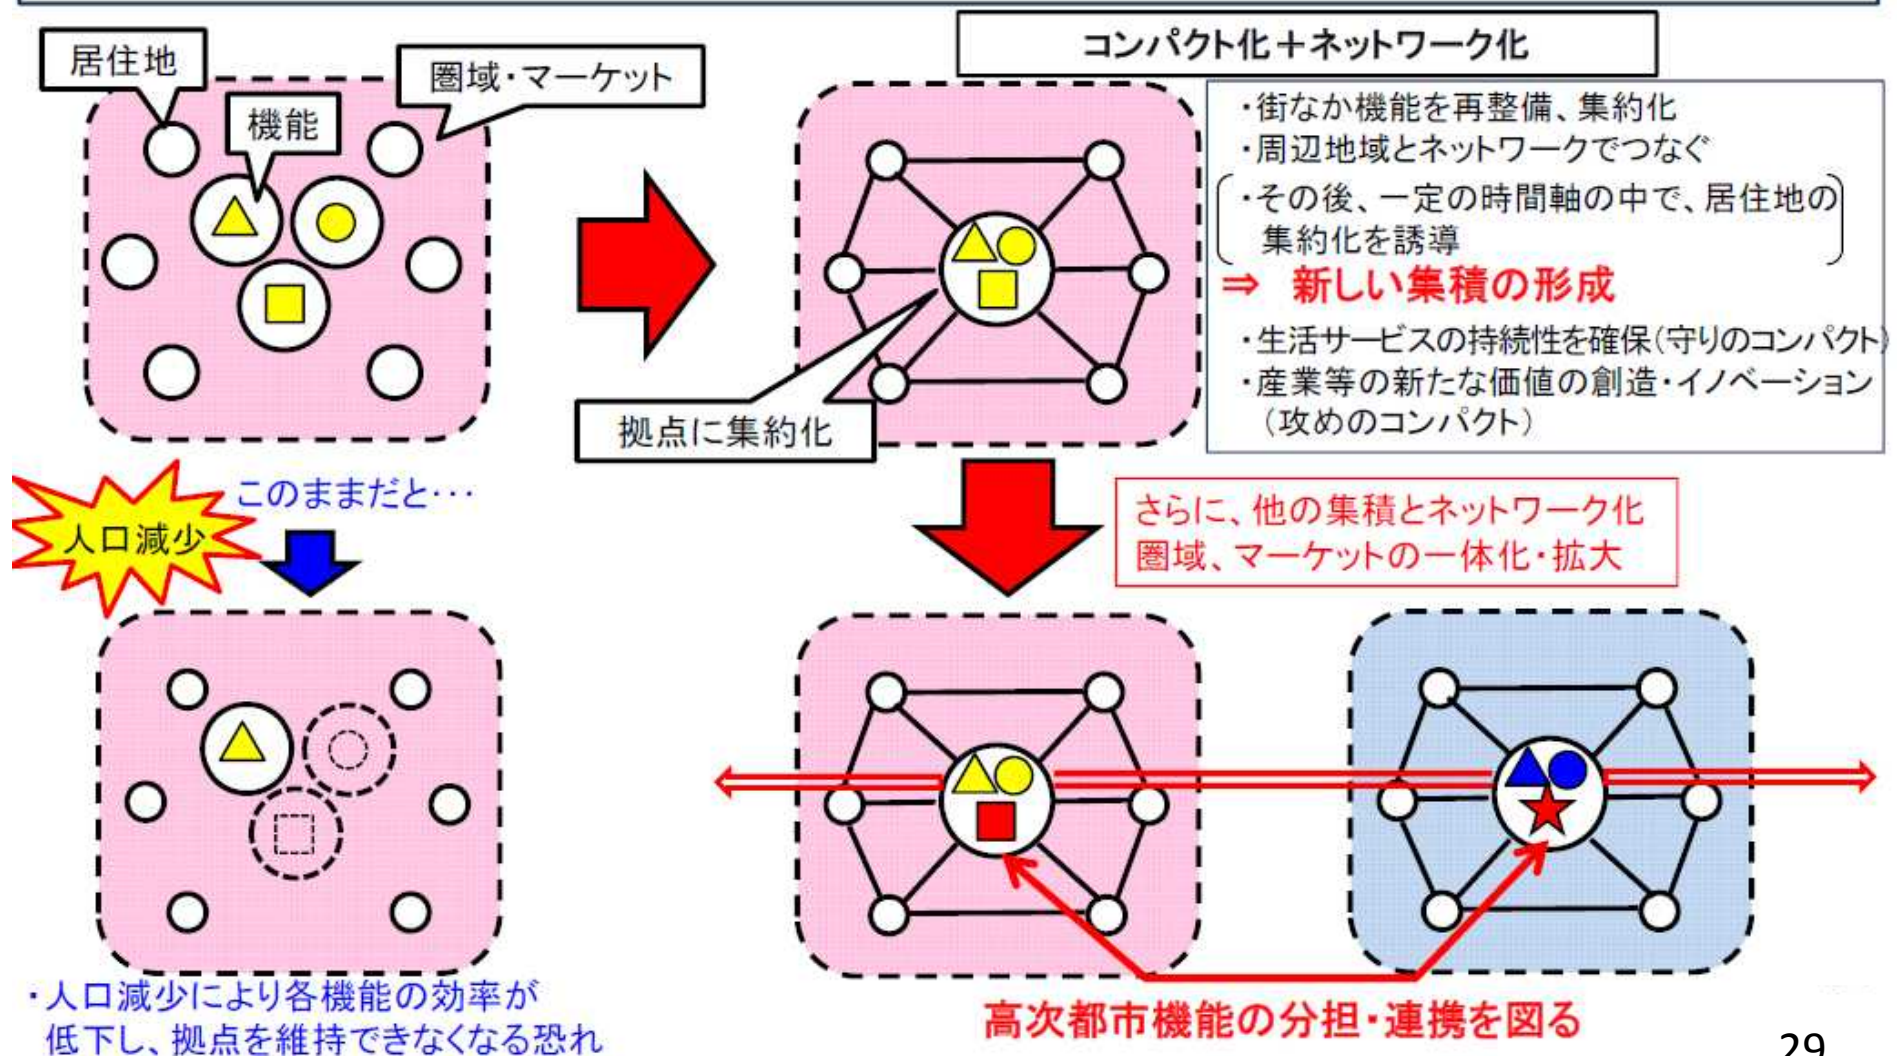 コンパクト化＋ネットワーク化
居住地
圏域・マーケット
機能
・街なか機能を再整備、集約化
・周辺地域とネットワークでつなぐ
・その後、一定の時間軸の中で、居住地の
集約化を誘導
⇒ 新しい集積の形成
・生活サービスの持続性を確保(守りのコンパクト)
・産業等の新たな価値の創造・イノベーション
(攻めのコンパクト)
拠点に集約化
人口減少
このままだと・・・
さらに、他の集積とネットワーク化
圏域、マーケットの一体化・拡大
・人口減少により各機能の効率が
低下し、拠点を維持できなくなる恐れ
高次都市機能の分担・連携を図る
29